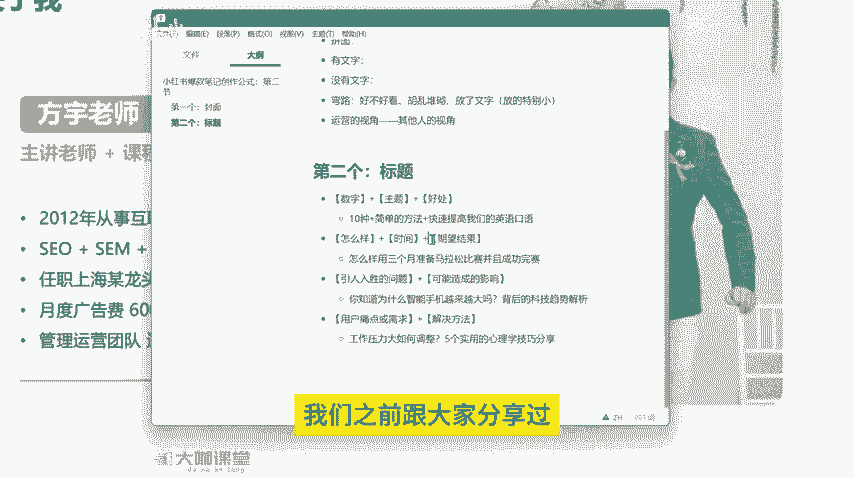 方宇老师
主讲老师 + 课程
• 2012年从事互联
• SEO + SEM +
• 任职上海某龙头
• 月度广告费 600
• 管理运营团队
编辑(E) 段落(P) 格式(O) 视图(V) 主题(T) 帮助(H)
文件 大纲
小红书爆款笔记创作公式：第二节
第一个：封面
第二个：标题
• 有文字；
• 没有文字；
• 弯路：好不好看、胡乱堆砌、放了文字（放的特别小）
• 运营的视角——其他人的视角
第二个：标题
• 【数字】+【主题】+【好处】
○ 10种+简单的方法+快速提高我们的英语口语
• 【怎么样】+【时间】+【期望结果】
○ 怎么样用三个月准备马拉松比赛并且成功完赛
• 【引人入胜的问题】+【可能造成的影响】
○ 你知道为什么智能手机越来越大吗？背后的科技趋势解析
• 【用户痛点或需求】+【解决方法】
○ 工作压力大如何调整？5个实用的心理学技巧分享
我们之前跟大家分享过
大咖课堂